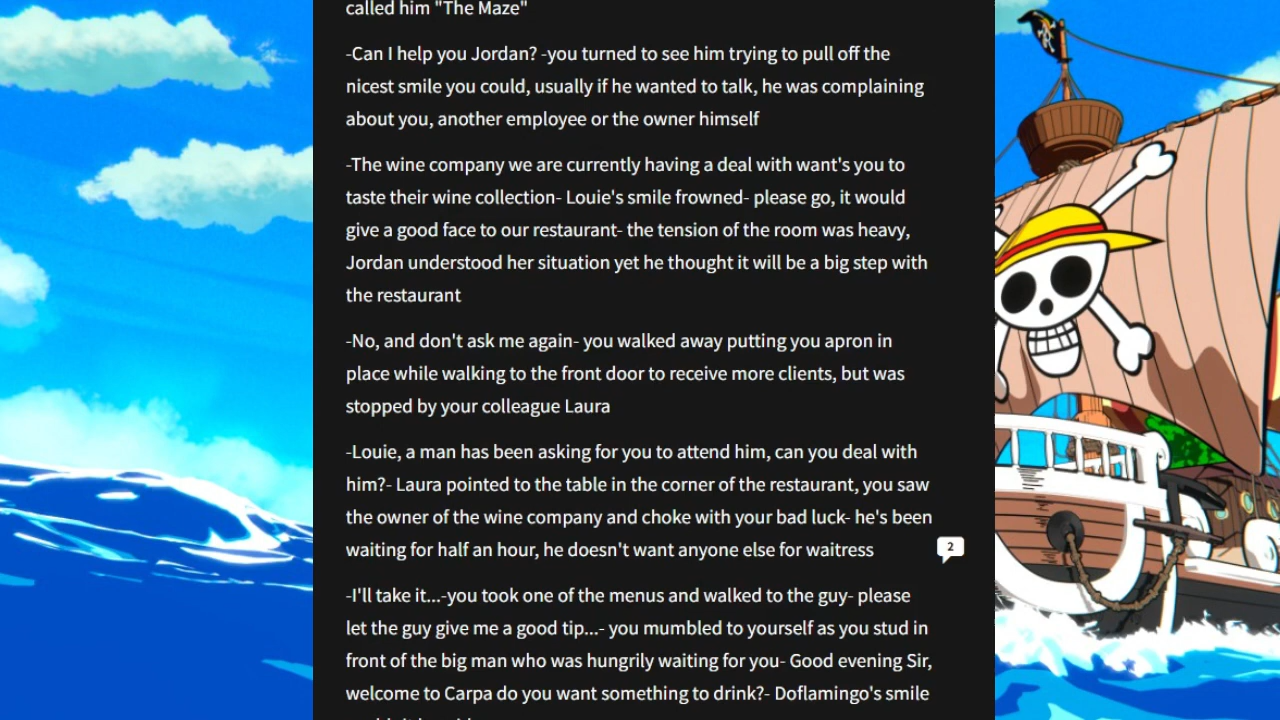 called him "The Maze"
-Can I help you Jordan? -you turned to see him trying to pull off the
nicest smile you could, usually if he wanted to talk, he was complaining
about you, another employee or the owner himself
-The wine company we are currently having a deal with want's you to
taste their wine collection- Louie's smile frowned- please go, it would
give a good face to our restaurant- the tension of the room was heavy,
Jordan understood her situation yet he thought it will be a big step with
the restaurant
-No, and don't ask me again- you walked away putting you apron in
place while walking to the front door to receive more clients, but was
stopped by your colleague Laura
-Louie, a man has been asking for you to attend him, can you deal with
him?- Laura pointed to the table in the corner of the restaurant, you saw
the owner of the wine company and choke with your bad luck- he's been
waiting for half an hour, he doesn't want anyone else for waitress
2
-I'll take it...-you took one of the menus and walked to the guy- please
let the guy give me a good tip...- you mumbled to yourself as you stud in
front of the big man who was hungrily waiting for you- Good evening Sir,
welcome to Carpa do you want something to drink?- Doflamingo's smile